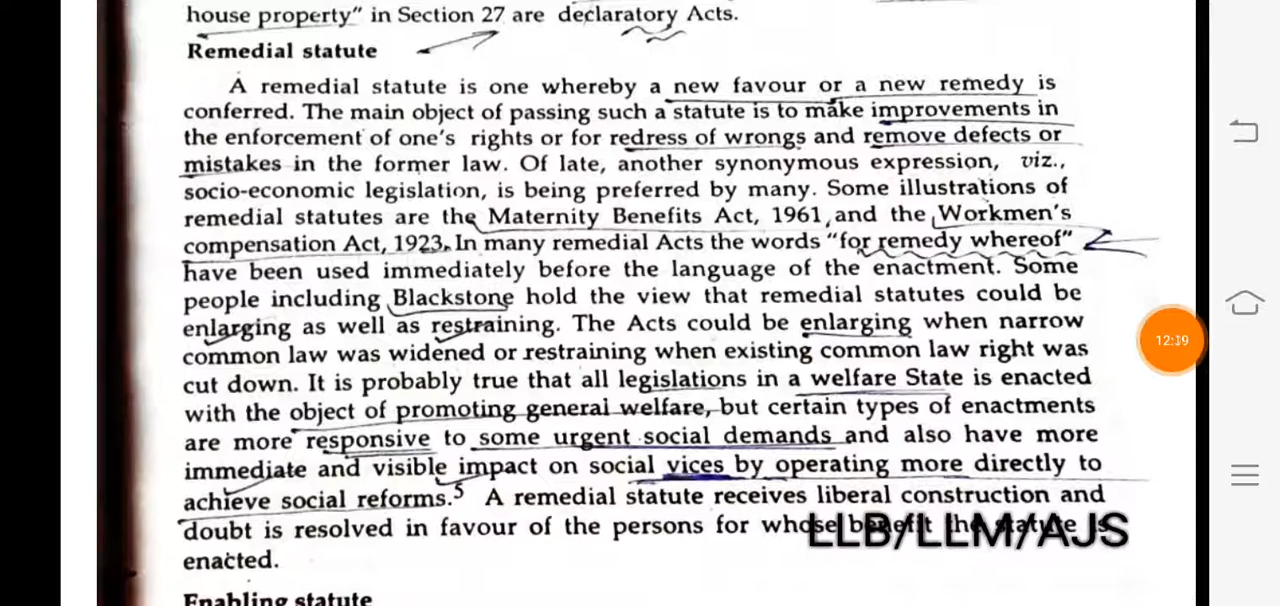 house property" in Section 27 are declaratory Acts.
Remedial statute
A remedial statute is one whereby a new favour or a new remedy is
conferred. The main object of passing such a statute is to make improvements in
the enforcement of one's rights or for redress of wrongs and remove defects or
mistakes in the former law. Of late, another synonymous expression, viz.,
socio-economic legislation, is being preferred by many. Some illustrations of
remedial statutes are the Maternity Benefits Act, 1961 and the Workmen's
compensation Act, 1923. In many remedial Acts the words "for remedy whereof"
have been used immediately before the language of the enactment. Some
people including Blackstone hold the view that remedial statutes could be
enlarging as well as restraining. The Acts could be enlarging when narrow
common law was widened or restraining when existing common law right was
cut down. It is probably true that all legislations in a welfare State is enacted
with the object of promoting general welfare, but certain types of enactments
are more responsive to some urgent social demands and also have more
immediate and visible impact on social vices by operating more directly to
achieve social reforms.5 A remedial statute receives liberal construction and
doubt is resolved in favour of the persons for whose benefit the statute is
enacted.
Enabling statute
LLB/LLM/AJS
12:19